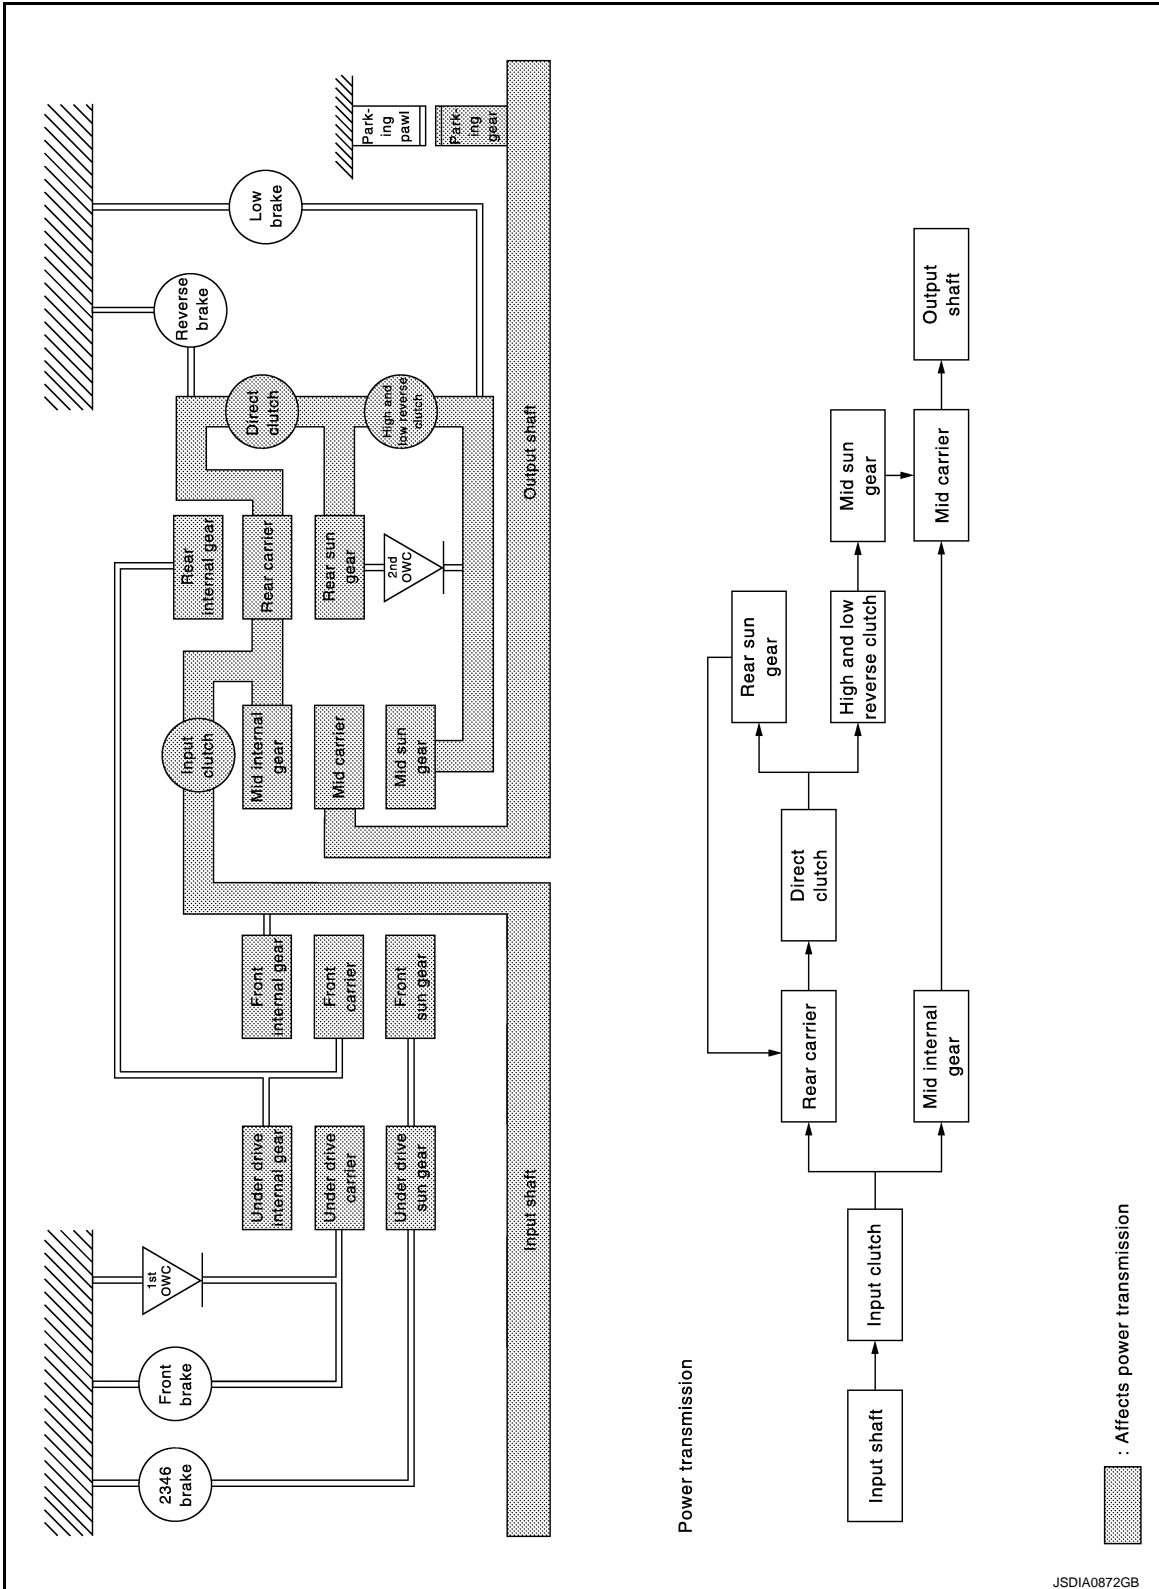 Park-
ing
pawl
Park-
ing
gear
Low
brake
Reverse
brake
Direct
clutch
High and
low reverse
clutch
Output shaft
Rear
internal gear
Rear carrier
Rear sun
gear
2nd
OWC
Input
clutch
Mid internal
gear
Mid carrier
Mid sun
gear
Front
internal gear
Front
carrier
Front
sun gear
Under drive
internal gear
Under drive
carrier
Under drive
sun gear
Input shaft
1st
OWC
Front
brake
2346
brake
Power transmission
Input shaft
Input clutch
Rear carrier
Mid internal
gear
Direct
clutch
Rear sun
gear
High and low
reverse clutch
Mid sun
gear
Mid carrier
Output
shaft
: Affects power transmission
JSDIA0872GB